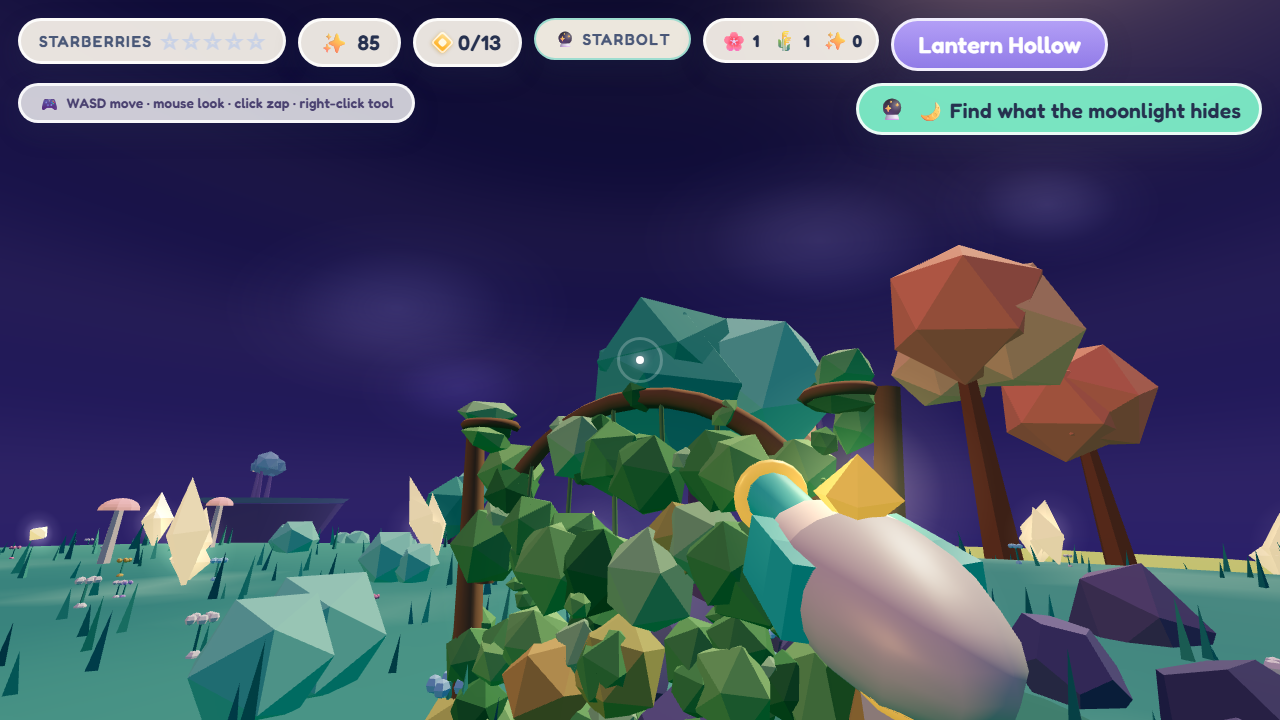 STARBERRIES
85
0/13
STARBOLT
1 1 0
Lantern Hollow
WASD move · mouse look · click zap · right-click tool
Find what the moonlight hides